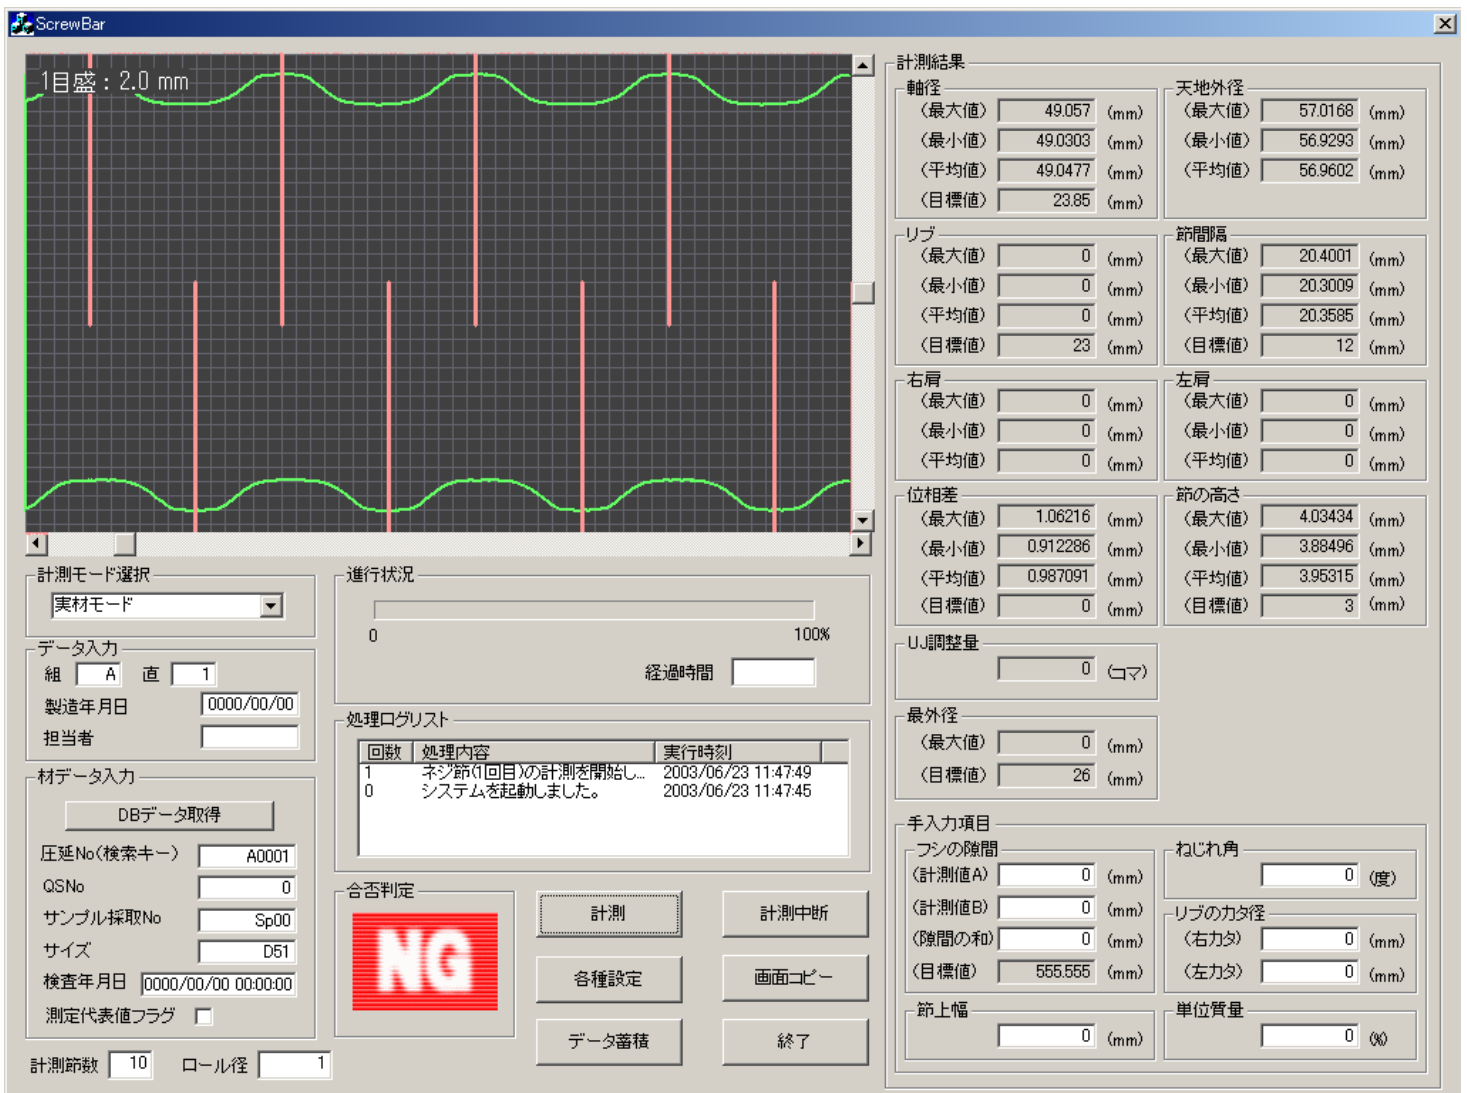 ScrewBar
1目盛：2.0 mm
計測結果
軸径
(最大値) 49.057 (mm)
(最小値) 49.0303 (mm)
(平均値) 49.0477 (mm)
(目標値) 23.85 (mm)
天地外径
(最大値) 57.0168 (mm)
(最小値) 56.9293 (mm)
(平均値) 56.9602 (mm)
リブ
(最大値) 0 (mm)
(最小値) 0 (mm)
(平均値) 0 (mm)
(目標値) 23 (mm)
節間隔
(最大値) 20.4001 (mm)
(最小値) 20.3009 (mm)
(平均値) 20.3585 (mm)
(目標値) 12 (mm)
右肩
(最大値) 0 (mm)
(最小値) 0 (mm)
(平均値) 0 (mm)
左肩
(最大値) 0 (mm)
(最小値) 0 (mm)
(平均値) 0 (mm)
位相差
(最大値) 1.06216 (mm)
(最小値) 0.912286 (mm)
(平均値) 0.987091 (mm)
(目標値) 0 (mm)
節の高さ
(最大値) 4.03434 (mm)
(最小値) 3.88496 (mm)
(平均値) 3.95315 (mm)
(目標値) 3 (mm)
UJ調整量
0 (コマ)
最外径
(最大値) 0 (mm)
(目標値) 26 (mm)
手入力項目
フシの隙間
(計測値A) 0 (mm)
(計測値B) 0 (mm)
(隙間の和) 0 (mm)
(目標値) 555.555 (mm)
ねじれ角
0 (度)
リブのカタ径
(右カタ) 0 (mm)
(左カタ) 0 (mm)
節上幅
0 (mm)
単位質量
0 (%)
計測モード選択
実材モード
データ入力
組 A 直 1
製造年月日 0000/00/00
担当者
材データ入力
DBデータ取得
圧延No(検索キー) A0001
QSNo 0
サンプル採取No Sp00
サイズ D51
検査年月日 0000/00/00 00:00:00
測定代表値フラグ
計測節数 10 ロール径 1
進行状況
0 100%
経過時間
処理ログリスト
回数 処理内容 実行時刻
1 ネジ節(1回目)の計測を開始し... 2003/06/23 11:47:49
0 システムを起動しました。 2003/06/23 11:47:45
合否判定
NG
計測 計測中断
各種設定 画面コピー
データ蓄積 終了